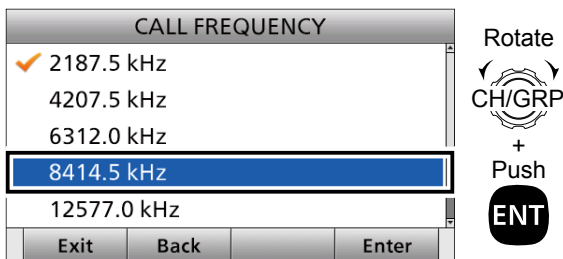 CALL FREQUENCY
2187.5 kHz
4207.5 kHz
6312.0 kHz
8414.5 kHz
12577.0 kHz
Exit Back Enter
Rotate
CH/GRP
+
Push
ENT